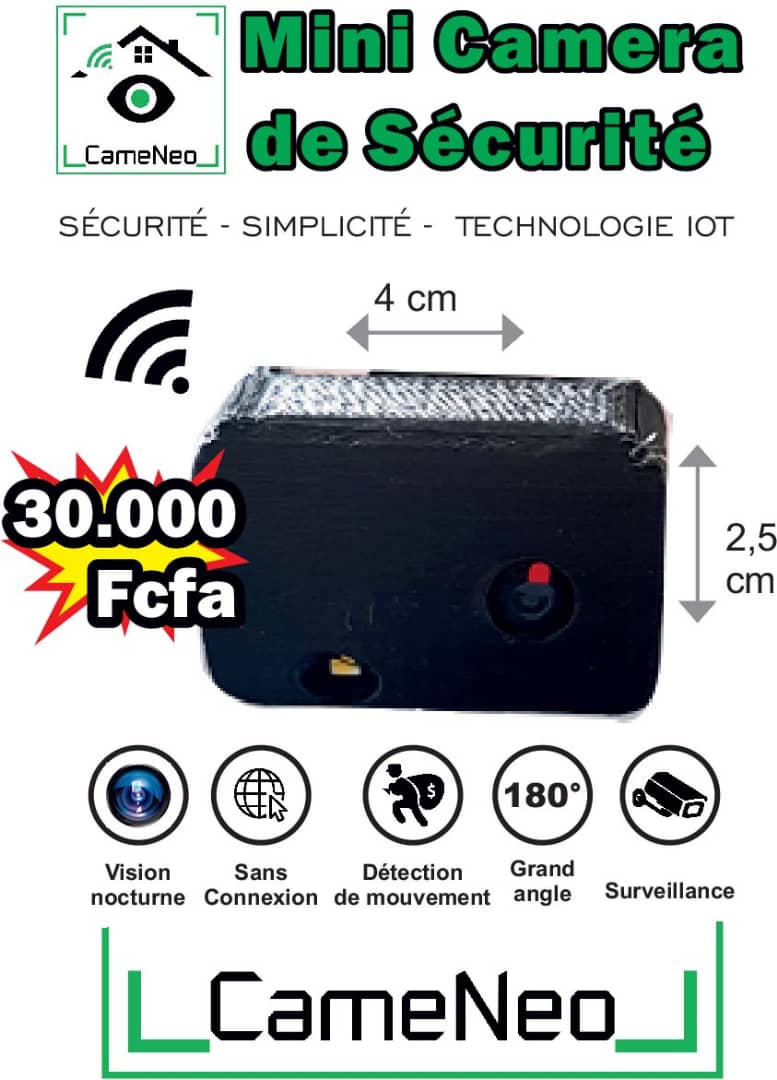 CameNeo
Mini Camera
de Sécurité
SÉCURITÉ - SIMPLICITÉ - TECHNOLOGIE IOT
4 cm
30.000
Fcfa
2,5
cm
180°
$
Vision
nocturne
Sans
Connexion
Détection
de mouvement
Grand
angle
Surveillance
CameNeo